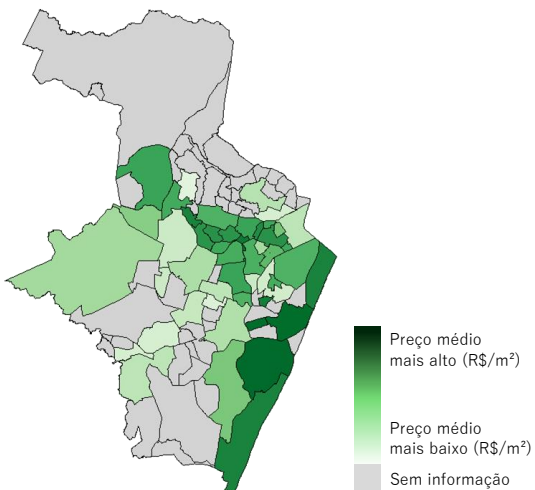 Preço médio
mais alto (R$/m²)
Preço médio
mais baixo (R$/m²)
Sem informação